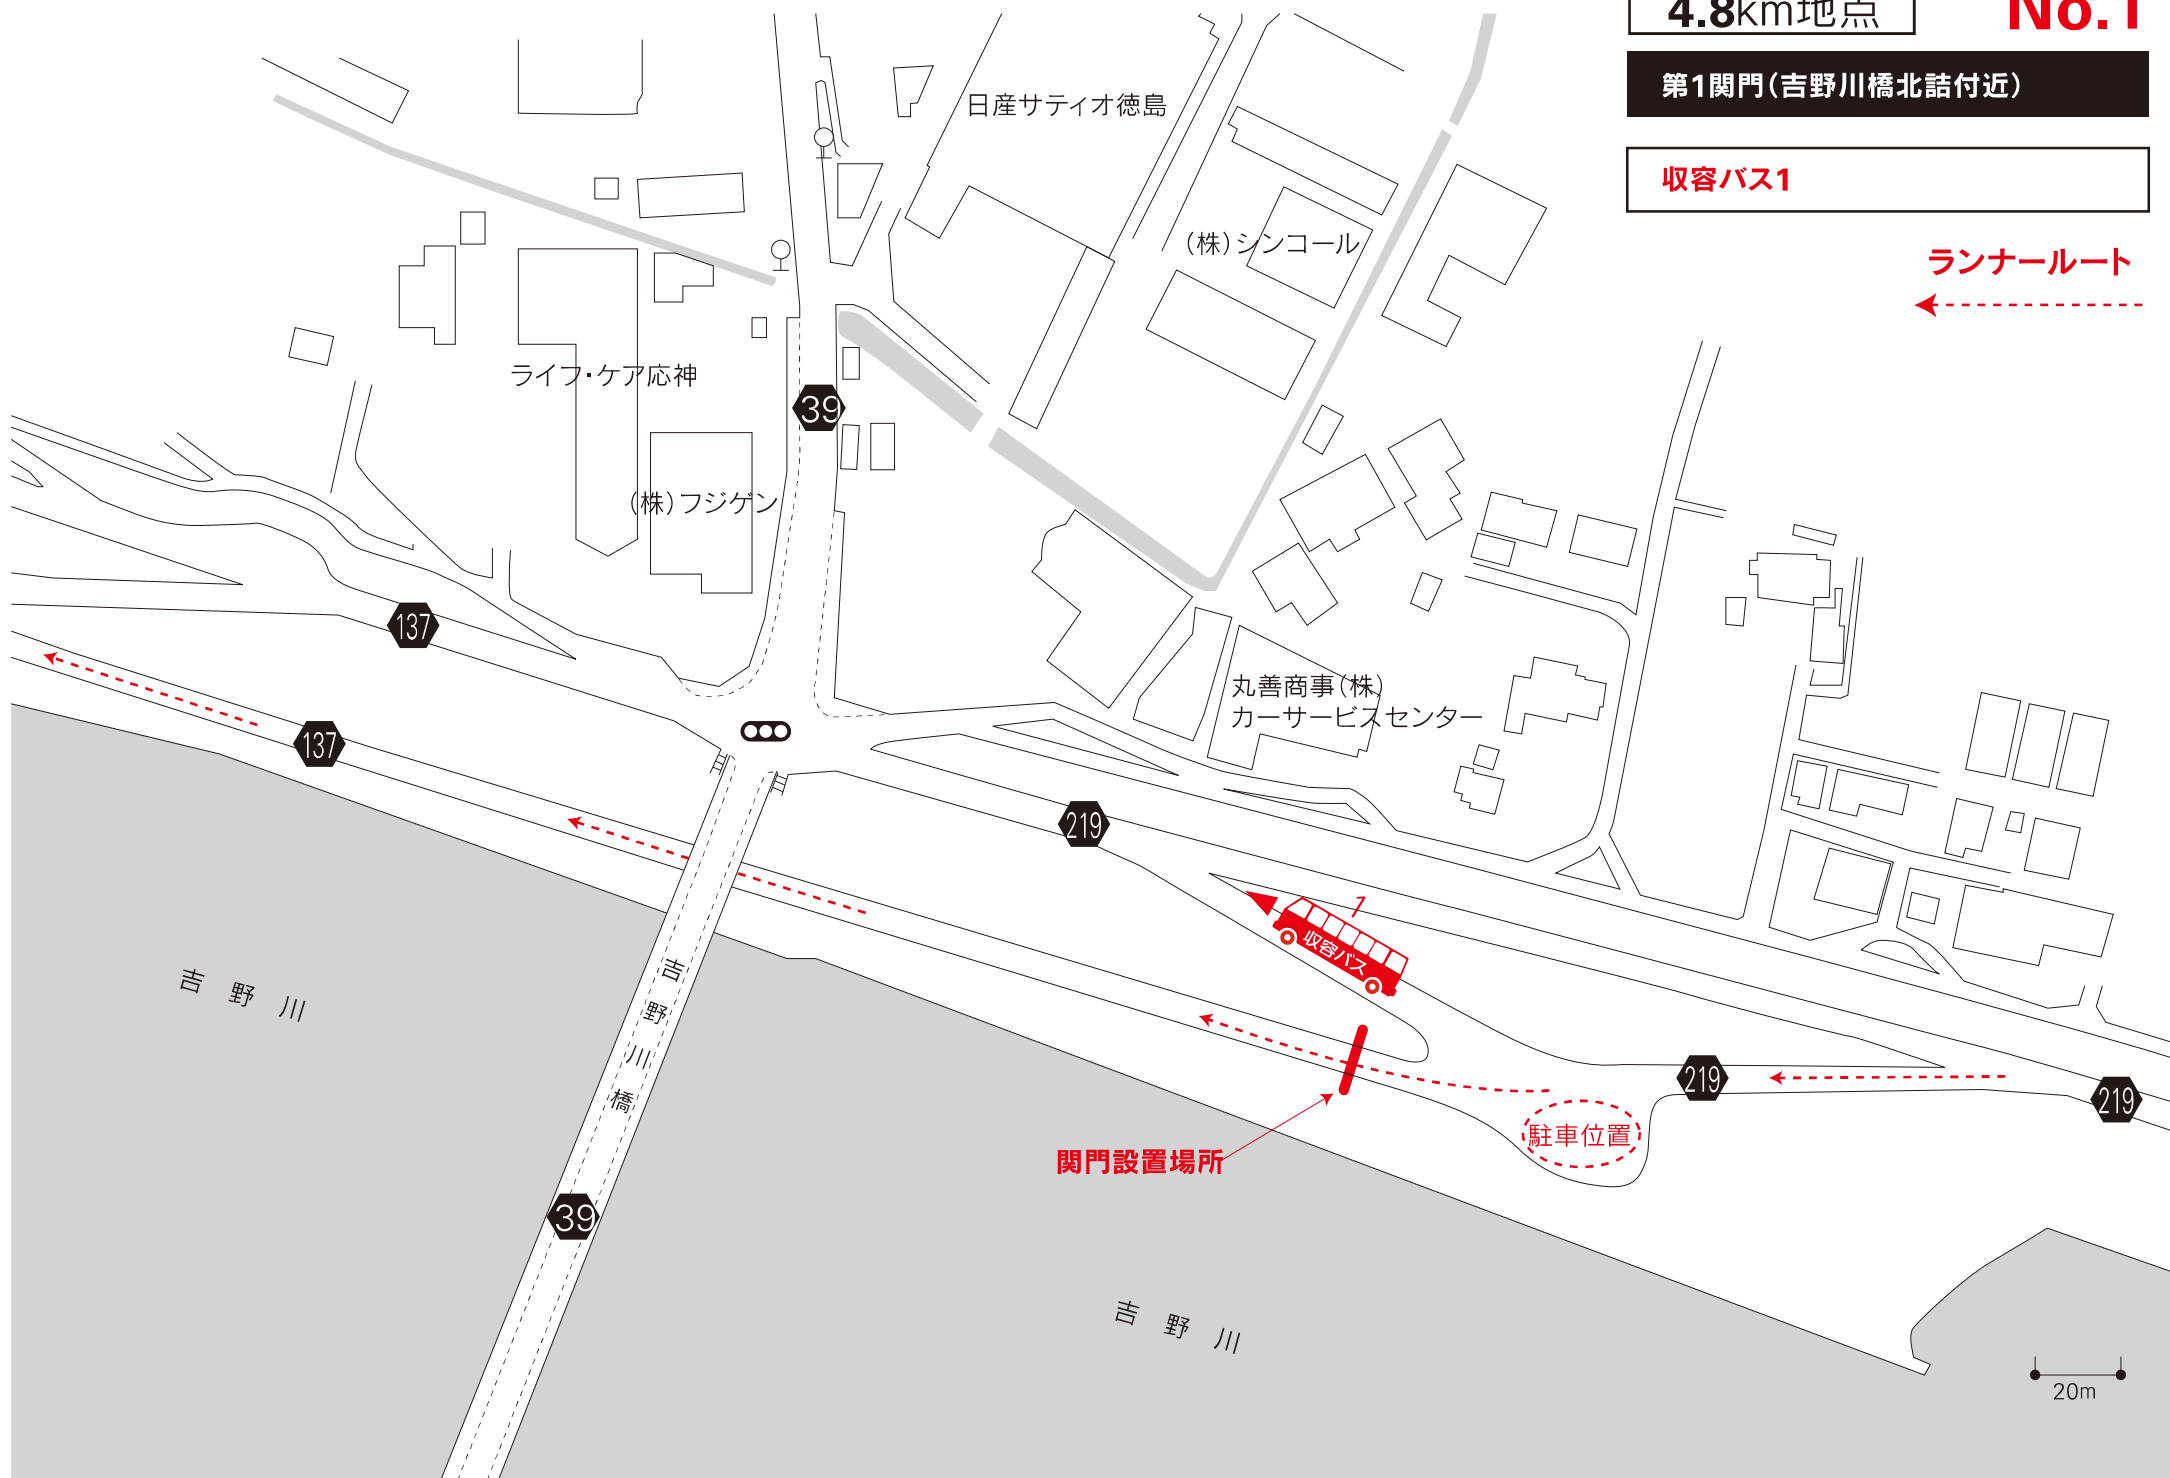 4.8km地点
No.1
第1関門(吉野川橋北詰付近)
収容バス1
ランナールート
日産サティオ徳島
(株)シンコール
ライフ・ケア応神
39
(株)フジゲン
137
丸善商事(株)
カーサービスセンター
137
219
1
収容バス
吉野川
吉野川橋
219
219
駐車位置
関門設置場所
39
吉野川
20m